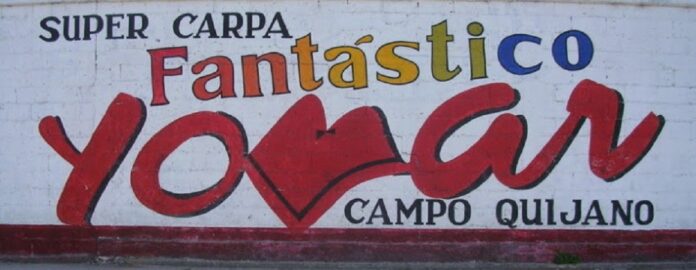 SUPER CARPA
Fantástico
Yomar
CAMPO QUIJANO